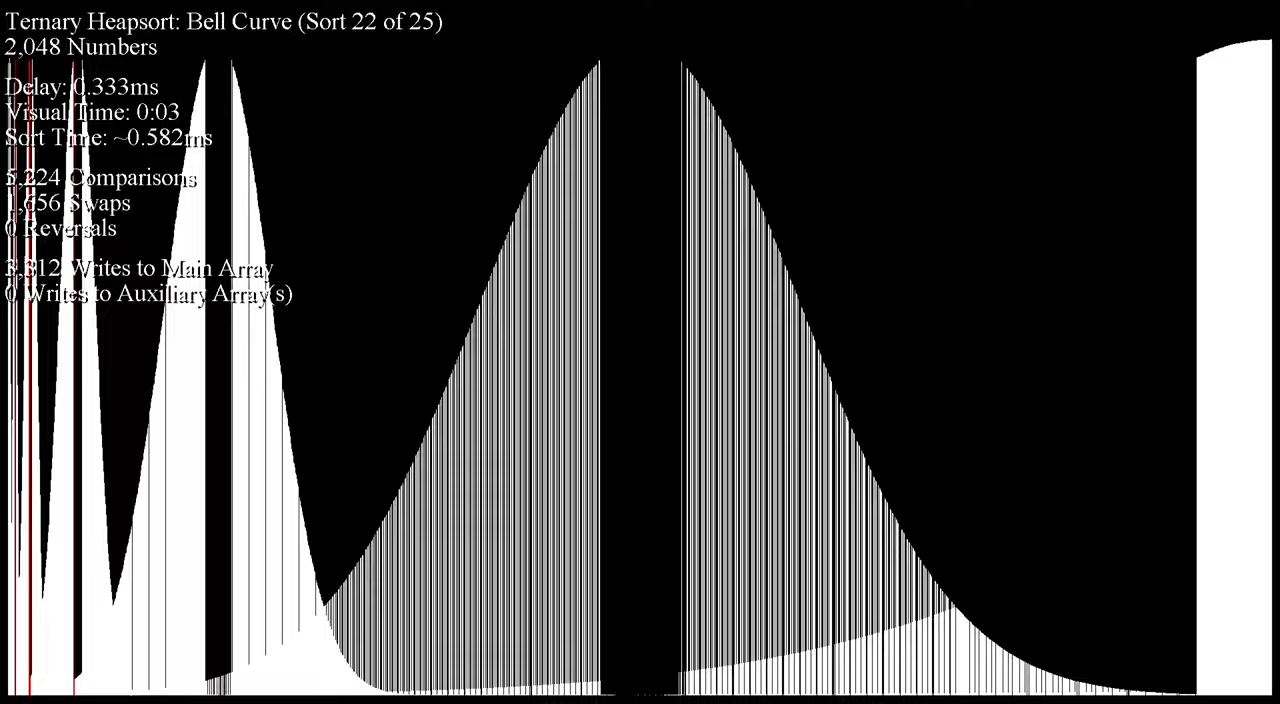 Ternary Heapsort: Bell Curve (Sort 22 of 25)
2,048 Numbers
Delay: 0.333ms
Visual Time: 0:03
Sort Time: ~0.582ms
5,224 Comparisons
1,656 Swaps
0 Reversals
3,312 Writes to Main Array
0 Writes to Auxiliary Array(s)